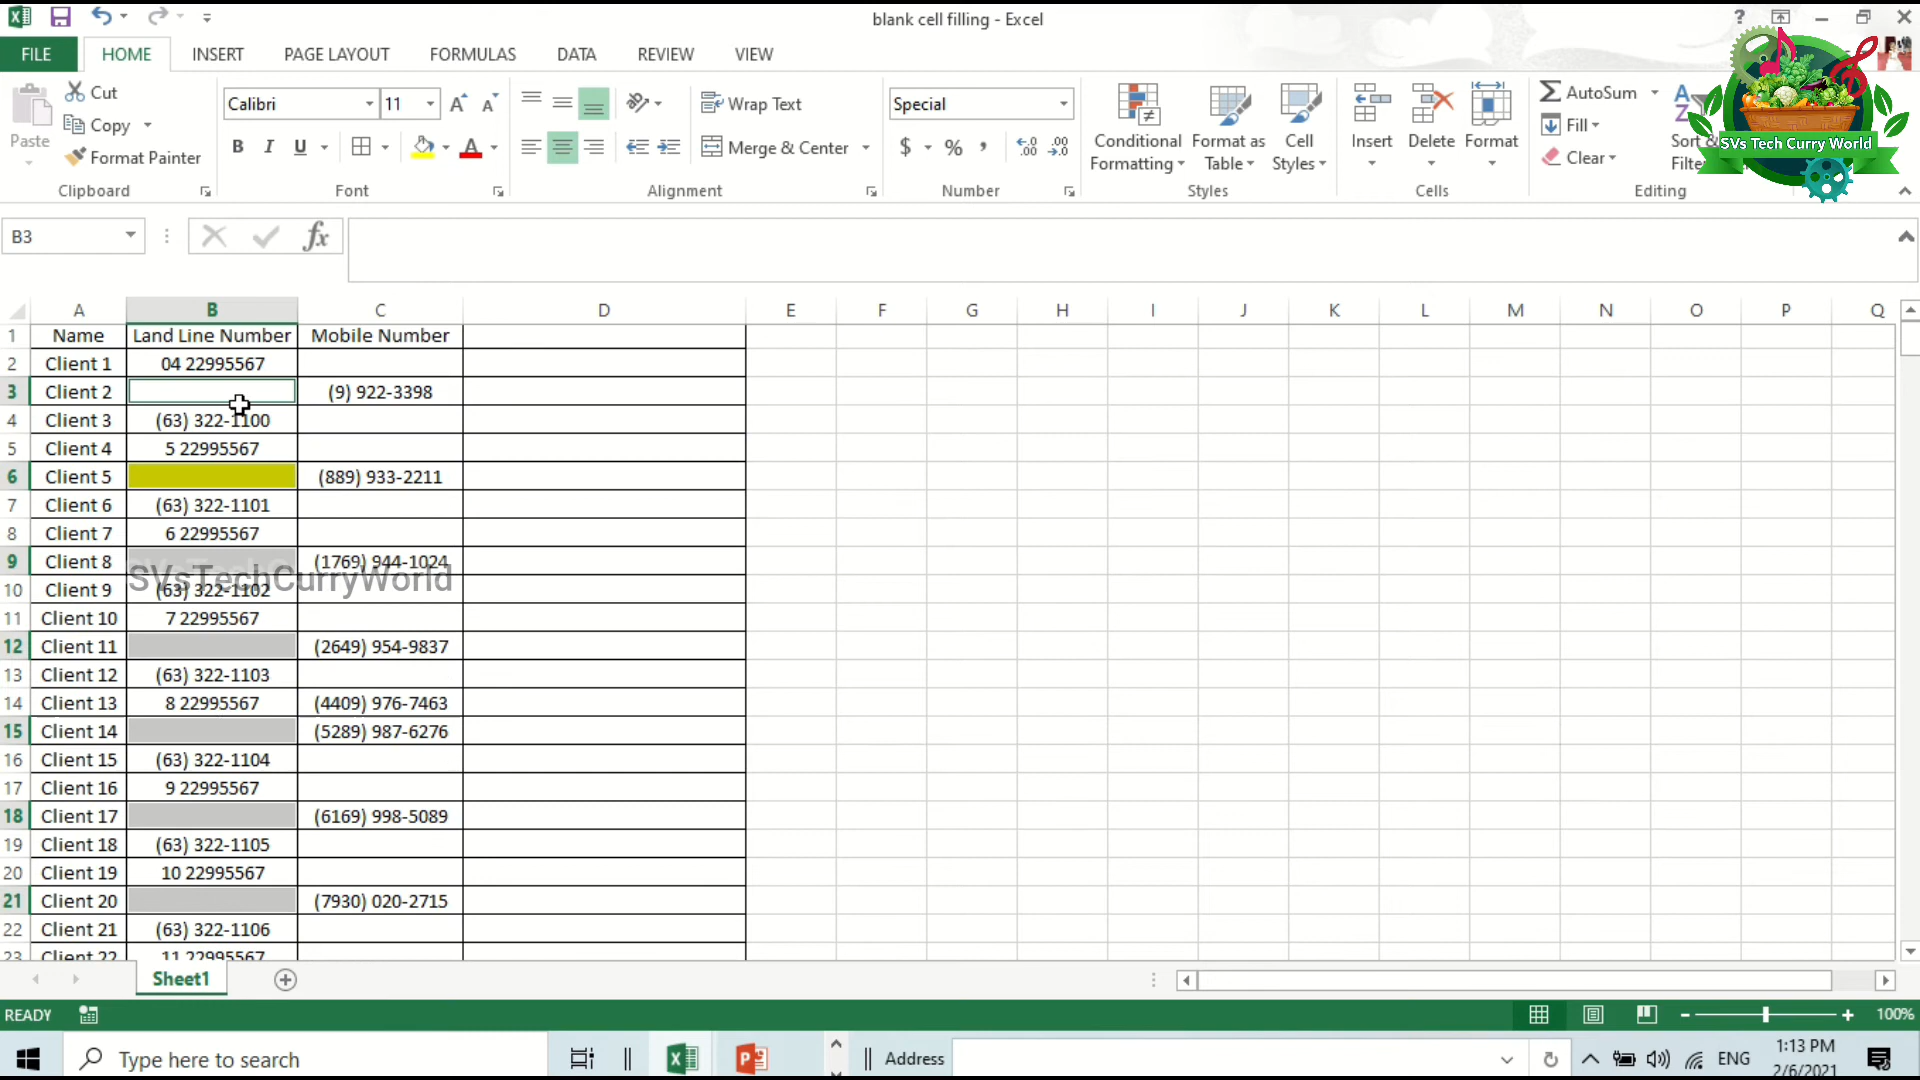 blank cell filling - Excel
?
FILE HOME INSERT PAGE LAYOUT FORMULAS DATA REVIEW VIEW
Paste
Cut
Copy
Format Painter
Clipboard
Calibri 11
B I U A
Font
Wrap Text
Merge & Center
Alignment
Special
$ % ,
Number
Conditional Formatting
Format as Table
Cell Styles
Styles
Insert
Delete
Format
Cells
AutoSum
Fill
Clear
Sort &
Editing
SVs Tech Curry World
B3
fx
A B C D E F G H I J K L M N O P Q
1 Name Land Line Number Mobile Number
2 Client 1 04 22995567
3 Client 2 (9) 922-3398
4 Client 3 (63) 322-1100
5 Client 4 5 22995567
6 Client 5 (889) 933-2211
7 Client 6 (63) 322-1101
8 Client 7 6 22995567
9 Client 8 (1769) 944-1024
SVsTechCurryWorld
10 Client 9 (63) 322-1102
11 Client 10 7 22995567
12 Client 11 (2649) 954-9837
13 Client 12 (63) 322-1103
14 Client 13 8 22995567 (4409) 976-7463
15 Client 14 (5289) 987-6276
16 Client 15 (63) 322-1104
17 Client 16 9 22995567
18 Client 17 (6169) 998-5089
19 Client 18 (63) 322-1105
20 Client 19 10 22995567
21 Client 20 (7930) 020-2715
22 Client 21 (63) 322-1106
23 Client 22 11 22995567
Sheet1
READY
100%
Type here to search
Address
ENG
1:13 PM
2/6/2021